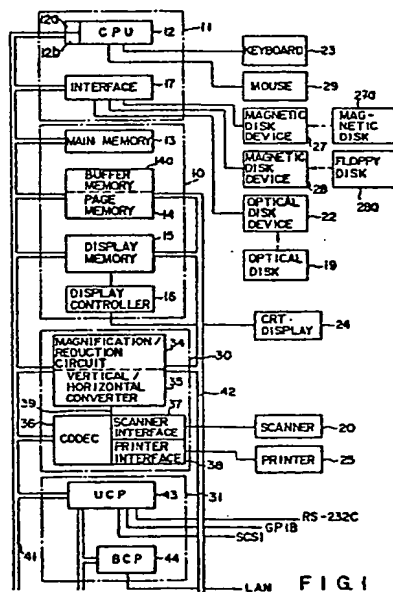 12a
CPU
11
12b
12
KEYBOARD
23
27a
INTERFACE
17
MOUSE
29
MAGNETIC DISK DEVICE
27
MAG-
NETIC DISK
MAIN MEMORY
13
14a
10
BUFFER MEMORY
PAGE MEMORY
14
MAGNETIC DISK DEVICE
28
FLOPPY DISK
28a
OPTICAL DISK DEVICE
22
15
DISPLAY MEMORY
OPTICAL DISK
19
DISPLAY CONTROLLER
16
CRT-
DISPLAY
24
MAGNIFICATION/
REDUCTION CIRCUIT
34
30
VERTICAL/
HORIZONTAL CONVERTER
35
42
39
37
36
CODEC
SCANNER INTERFACE
SCANNER
20
PRINTER INTERFACE
38
PRINTER
25
31
UCP
43
RS-232C
GPIB
SCSI
41
BCP
44
LAN
FIG. 1